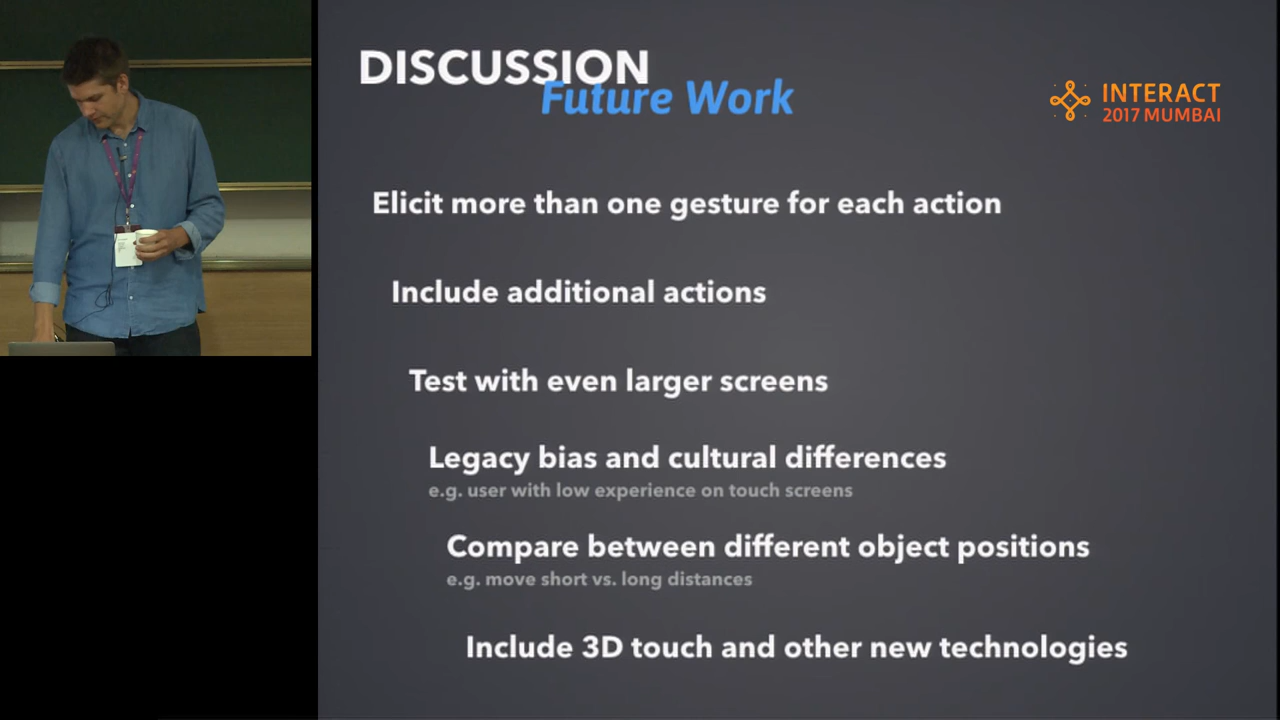 DISCUSSION
Future Work
INTERACT
2017 MUMBAI
Elicit more than one gesture for each action
Include additional actions
Test with even larger screens
Legacy bias and cultural differences
e.g. user with low experience on touch screens
Compare between different object positions
e.g. move short vs. long distances
Include 3D touch and other new technologies